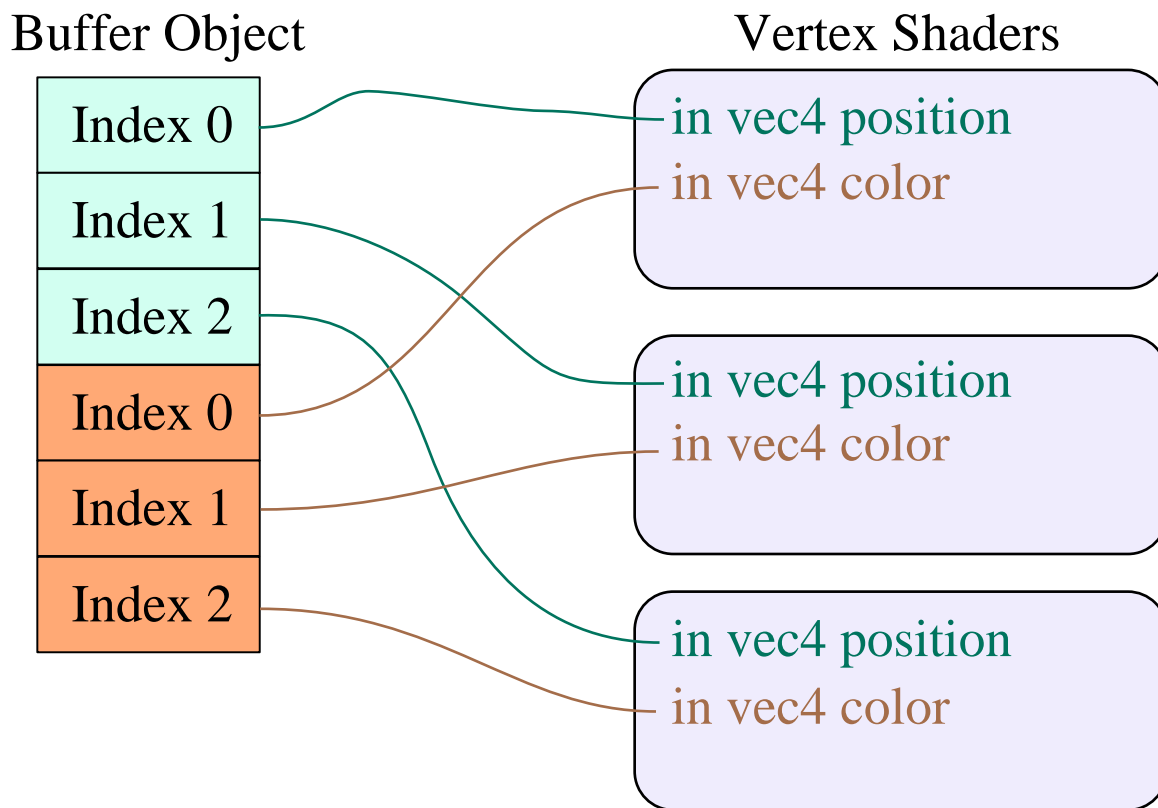 Buffer Object
Index 0
Index 1
Index 2
Index 0
Index 1
Index 2
Vertex Shaders
in vec4 position
in vec4 color
in vec4 position
in vec4 color
in vec4 position
in vec4 color